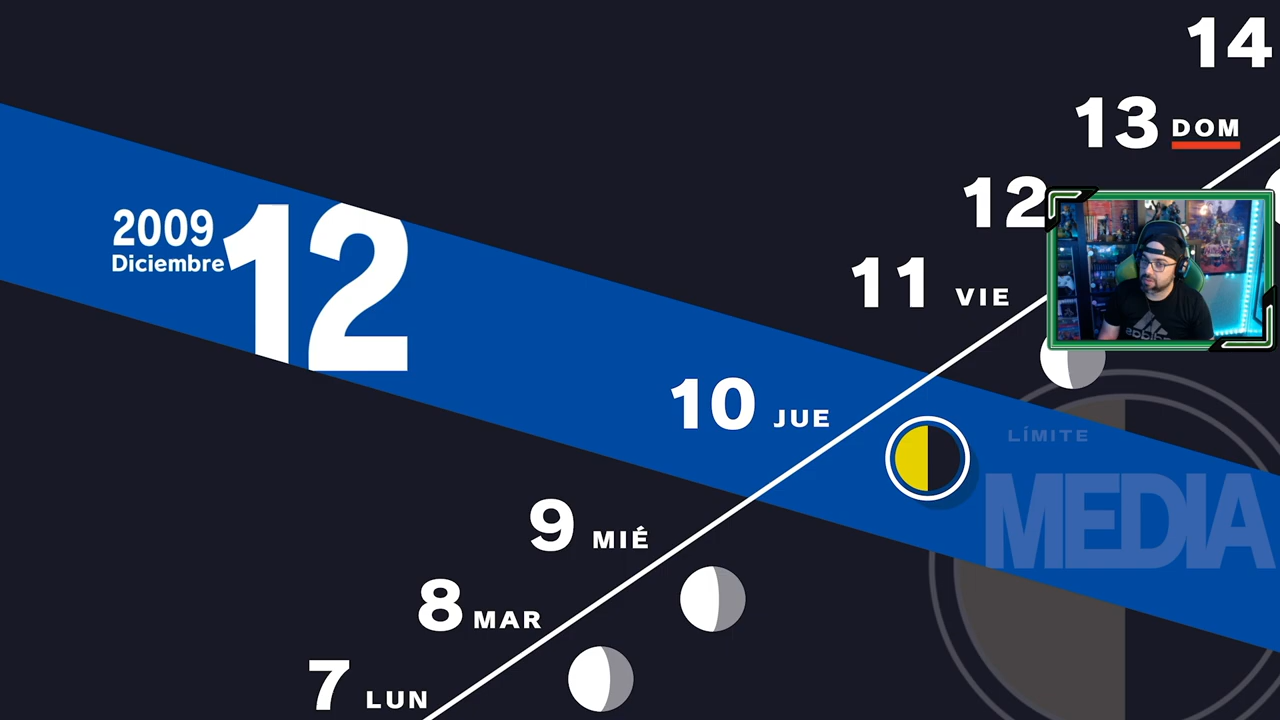 14
13 DOM
12
2009
Diciembre 12
11 VIE
10 JUE
LÍMITE
MEDIA
9 MIÉ
8 MAR
7 LUN